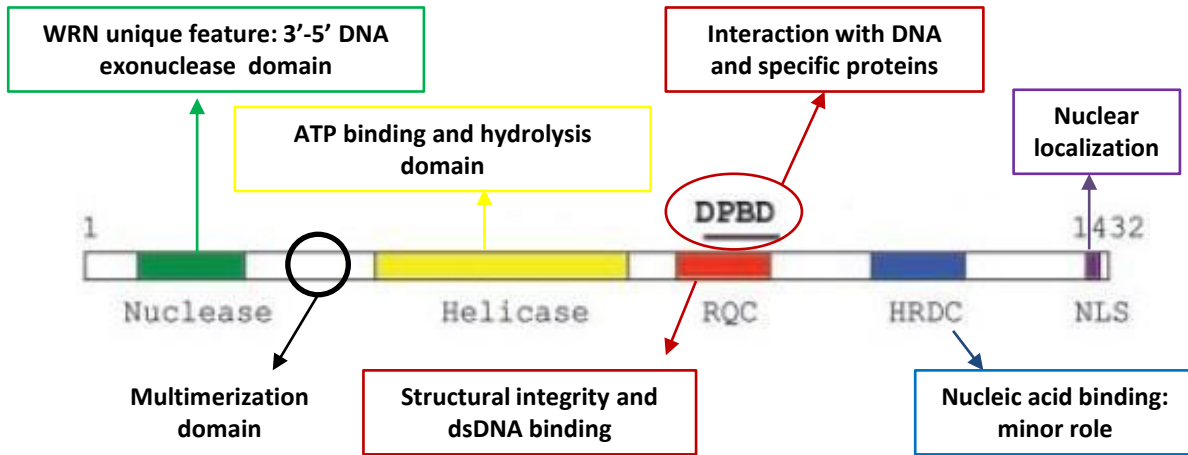 WRN unique feature: 3’-5’ DNA
exonuclease domain
Interaction with DNA
and specific proteins
ATP binding and hydrolysis
domain
Nuclear
localization
DPBD
1
1432
Nuclease
Helicase
RQC
HRDC
NLS
Multimerization
domain
Structural integrity and
dsDNA binding
Nucleic acid binding:
minor role